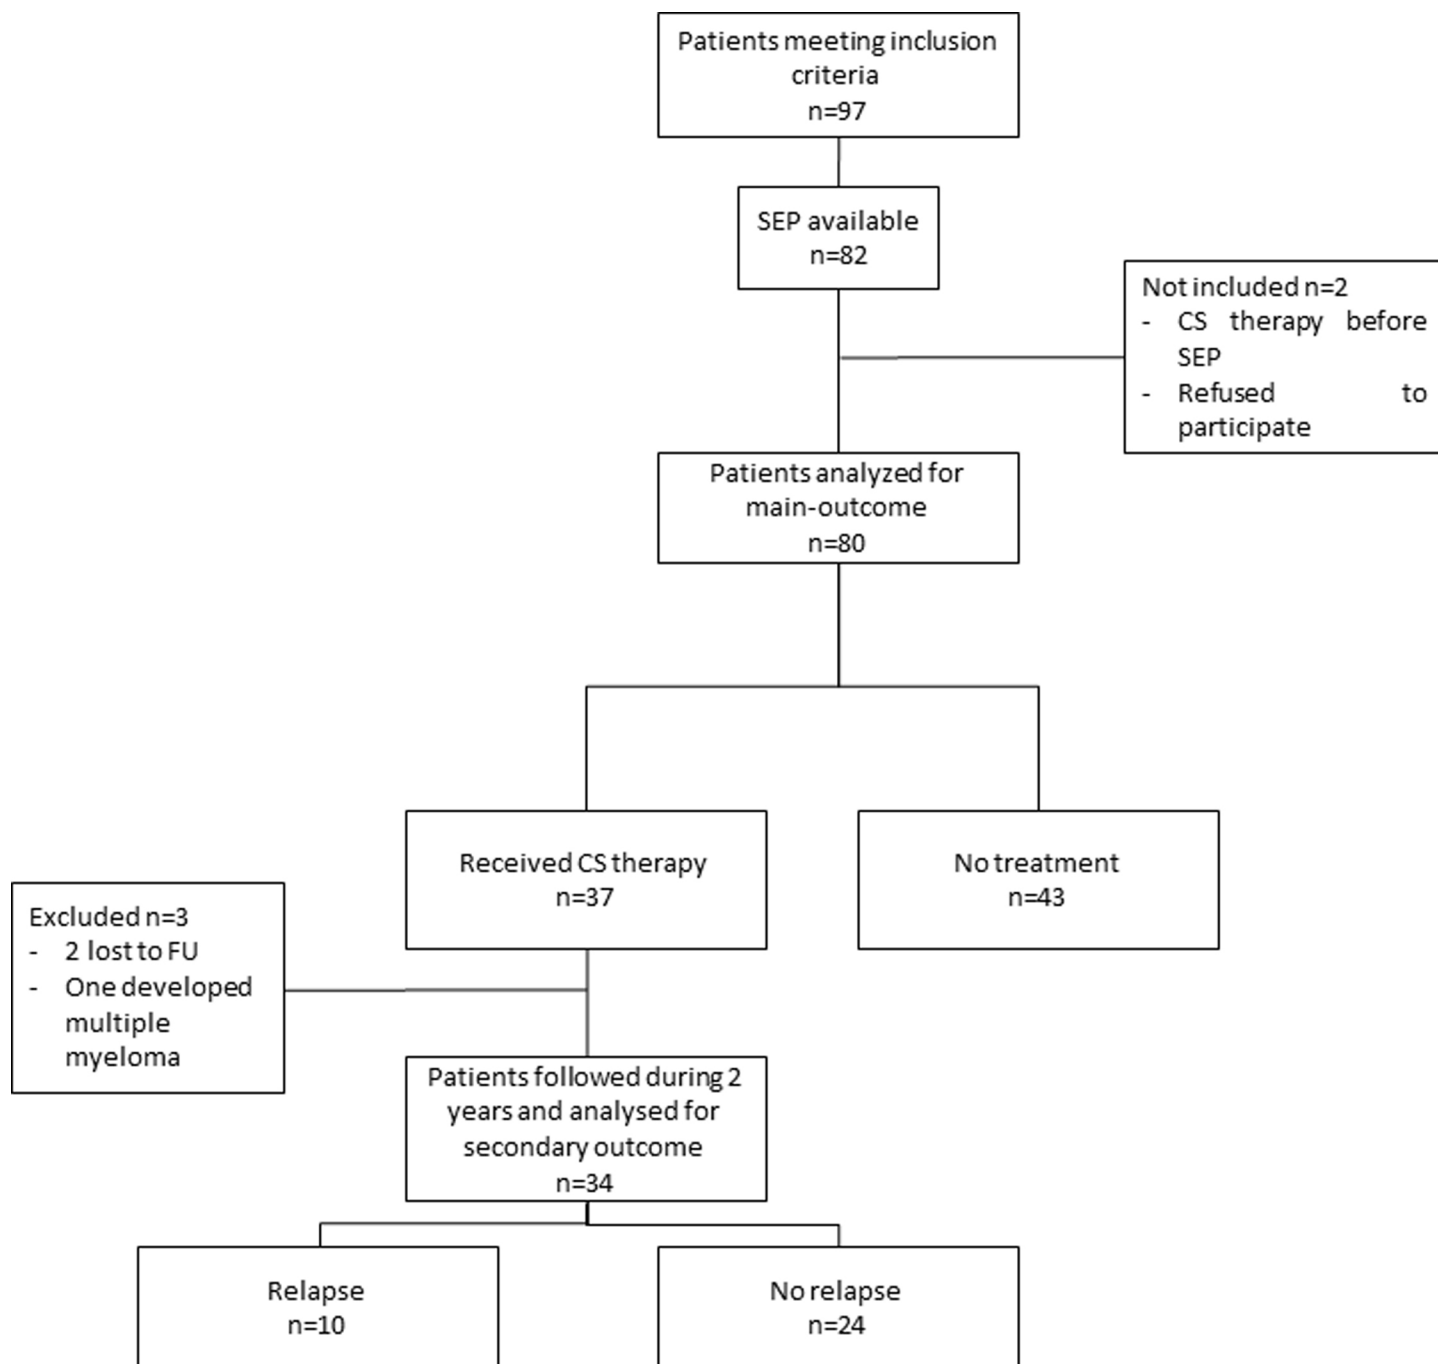 Patients meeting inclusion
criteria
n=97
SEP available
n=82
Not included n=2
- CS therapy before
SEP
- Refused to
participate
Patients analyzed for
main-outcome
n=80
Received CS therapy
n=37
No treatment
n=43
Excluded n=3
- 2 lost to FU
- One developed
multiple
myeloma
Patients followed during 2
years and analysed for
secondary outcome
n=34
Relapse
n=10
No relapse
n=24